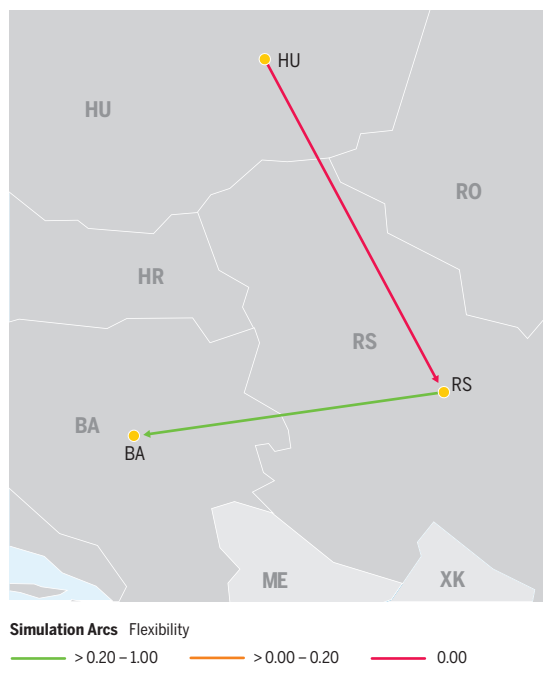 HU
HU
RO
HR
RS
RS
BA
BA
ME
XK
Simulation Arcs Flexibility
> 0.20 – 1.00 > 0.00 – 0.20 0.00